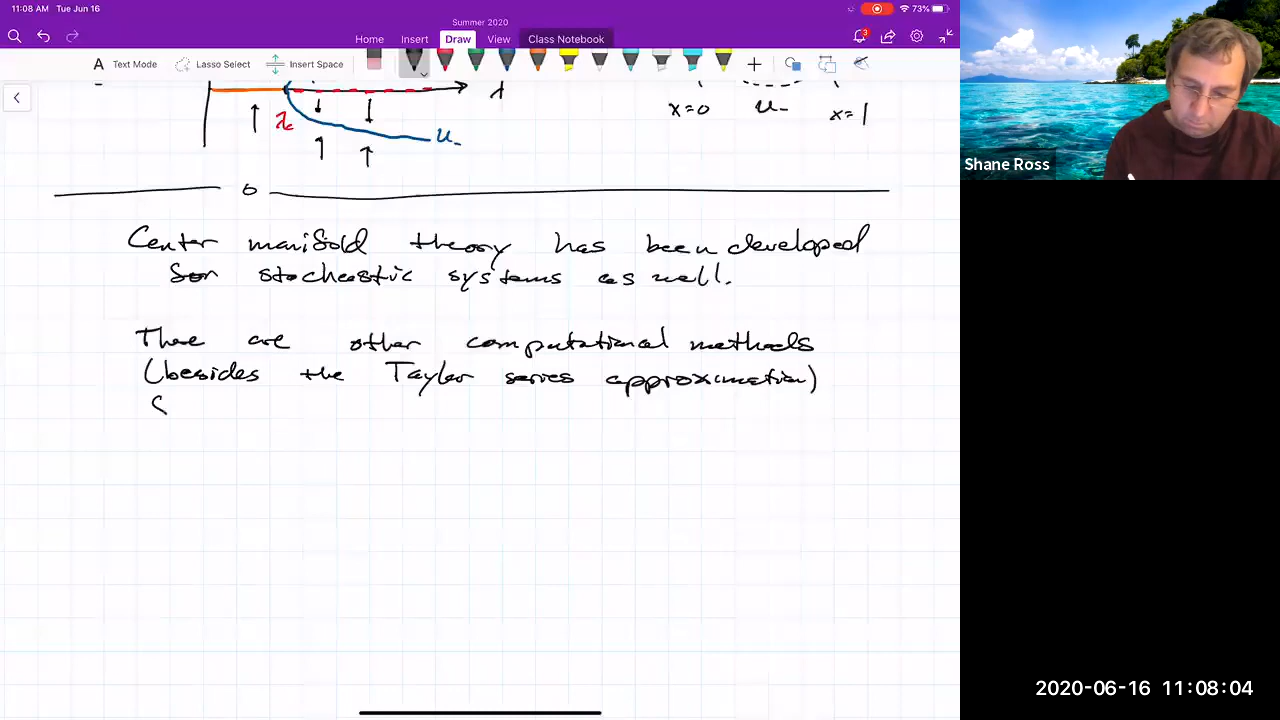 11:08 AM Tue Jun 16
73%
Summer 2020
3
Home Insert Draw View Class Notebook
A Text Mode Lasso Select Insert Space
λ
λc
u-
x=0 u- x=1
Shane Ross
Center manifold theory has been developed
for stochastic systems as well.
There are other computational methods
(besides the Taylor series approximation)
2020-06-16 11:08:04